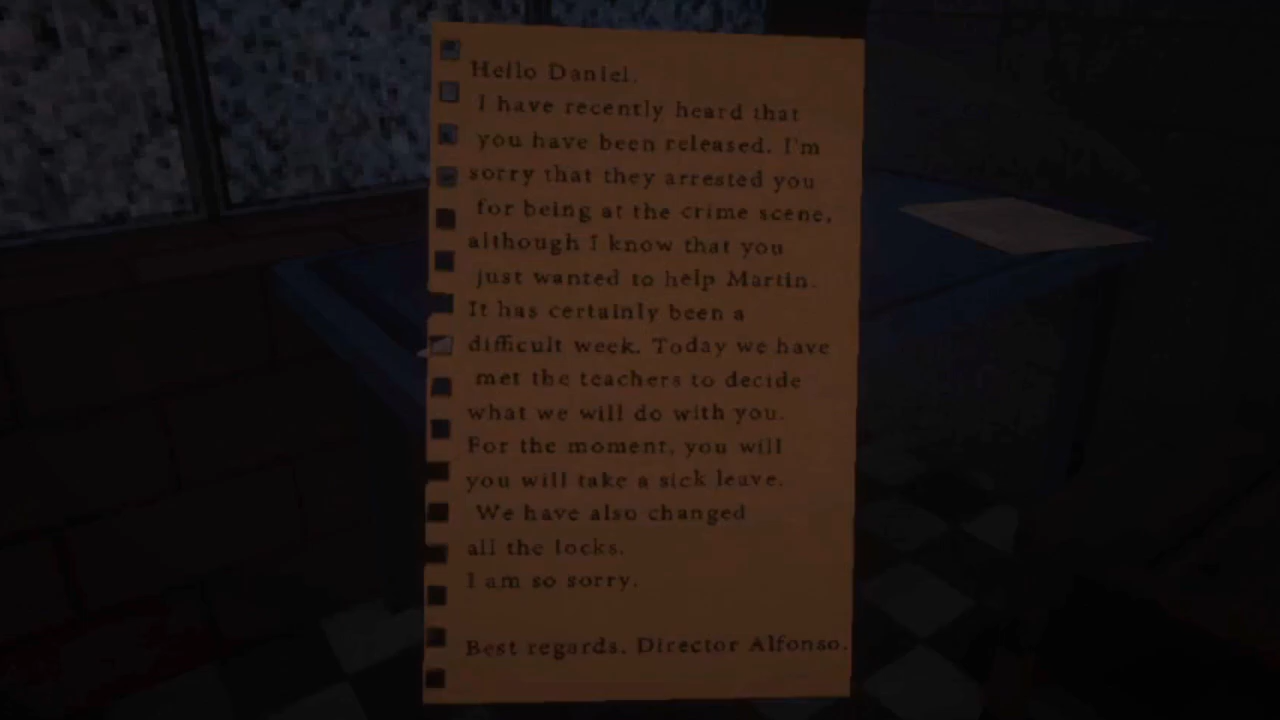 Hello Daniel.
I have recently heard that
you have been released. I'm
sorry that they arrested you
for being at the crime scene,
although I know that you
just wanted to help Martin.
It has certainly been a
difficult week. Today we have
met the teachers to decide
what we will do with you.
For the moment, you will
you will take a sick leave.
We have also changed
all the locks.
I am so sorry.
Best regards, Director Alfonso.